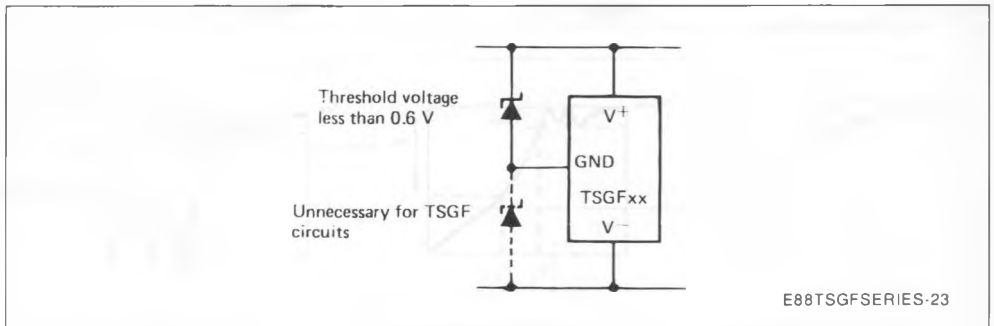 Threshold voltage
less than 0.6 V
V+
GND
TSGFxx
Unnecessary for TSGF
circuits
V−
E88TSGFSERIES-23